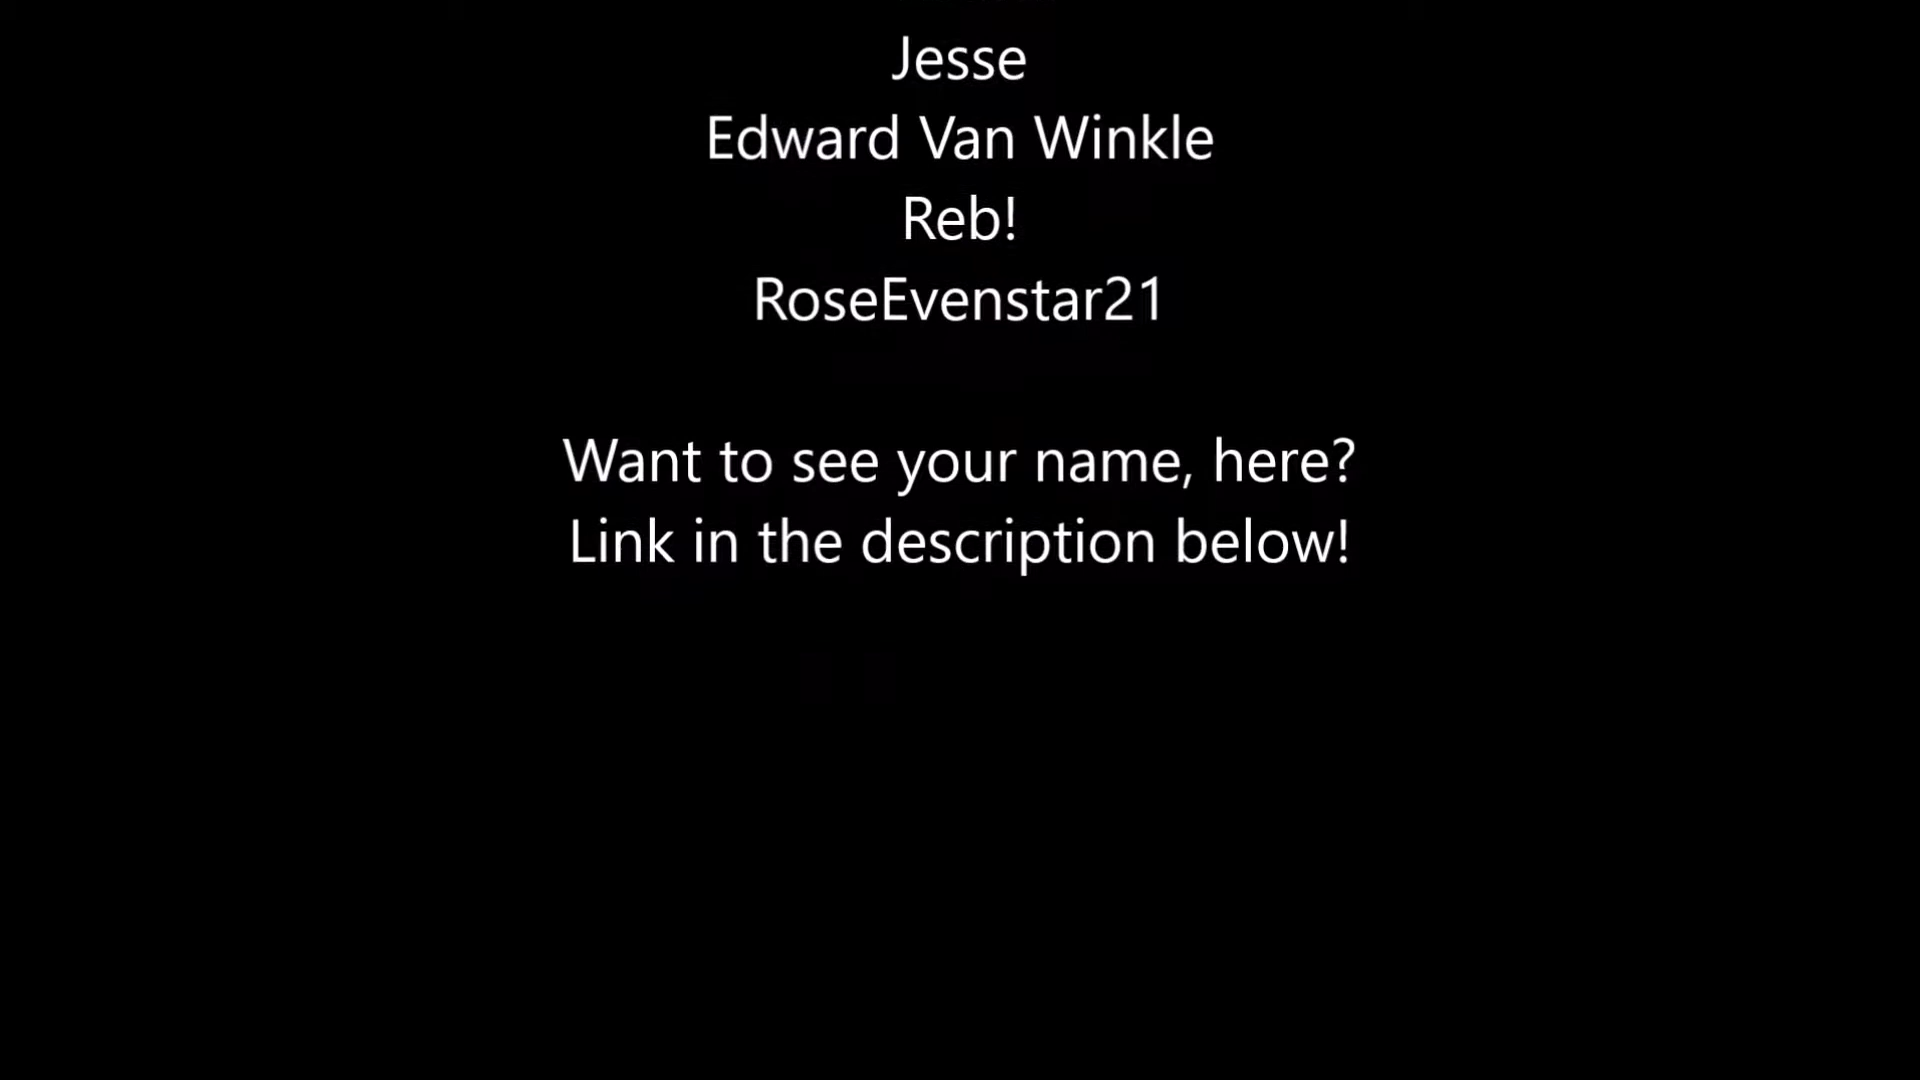 Jesse
Edward Van Winkle
Reb!
RoseEvenstar21
Want to see your name, here?
Link in the description below!